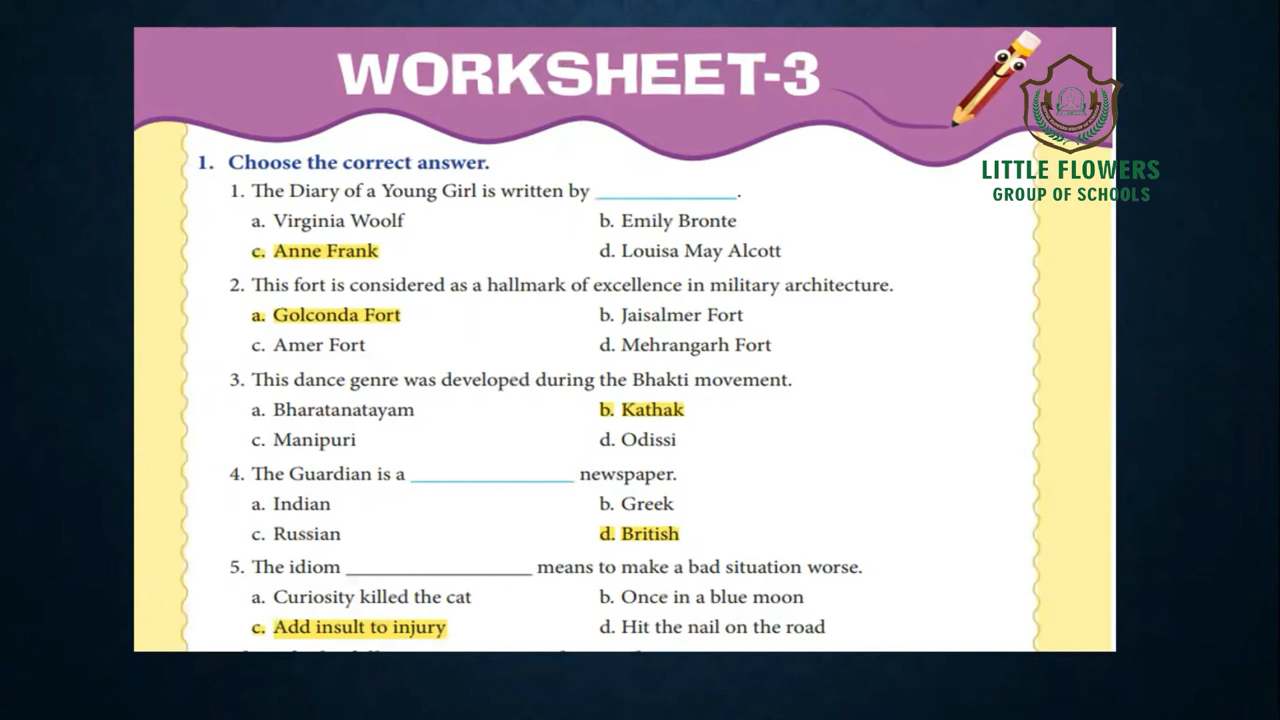 WORKSHEET-3
LITTLE FLOWERS
GROUP OF SCHOOLS
1. Choose the correct answer.
1. The Diary of a Young Girl is written by ______________.
a. Virginia Woolf b. Emily Bronte
c. Anne Frank d. Louisa May Alcott
2. This fort is considered as a hallmark of excellence in military architecture.
a. Golconda Fort b. Jaisalmer Fort
c. Amer Fort d. Mehrangarh Fort
3. This dance genre was developed during the Bhakti movement.
a. Bharatanatayam b. Kathak
c. Manipuri d. Odissi
4. The Guardian is a ________________ newspaper.
a. Indian b. Greek
c. Russian d. British
5. The idiom __________________ means to make a bad situation worse.
a. Curiosity killed the cat b. Once in a blue moon
c. Add insult to injury d. Hit the nail on the road